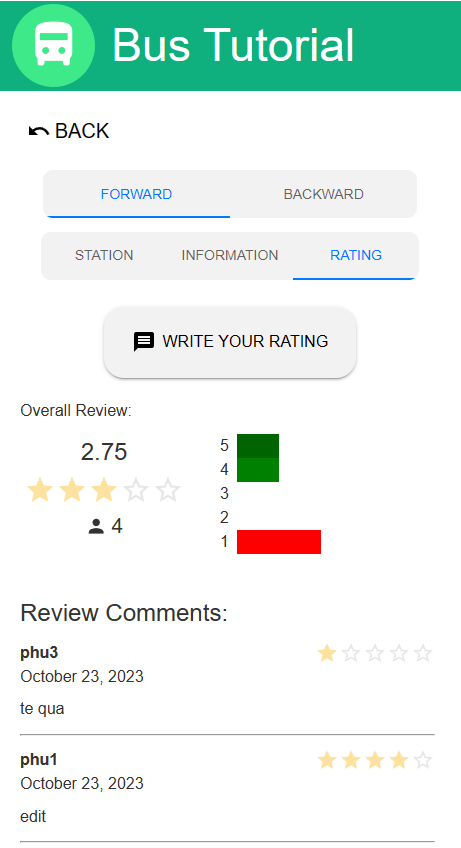 Bus Tutorial
BACK
FORWARD BACKWARD
STATION INFORMATION RATING
WRITE YOUR RATING
Overall Review:
2.75
4
5
4
3
2
1
Review Comments:
phu3
October 23, 2023
te qua
phu1
October 23, 2023
edit